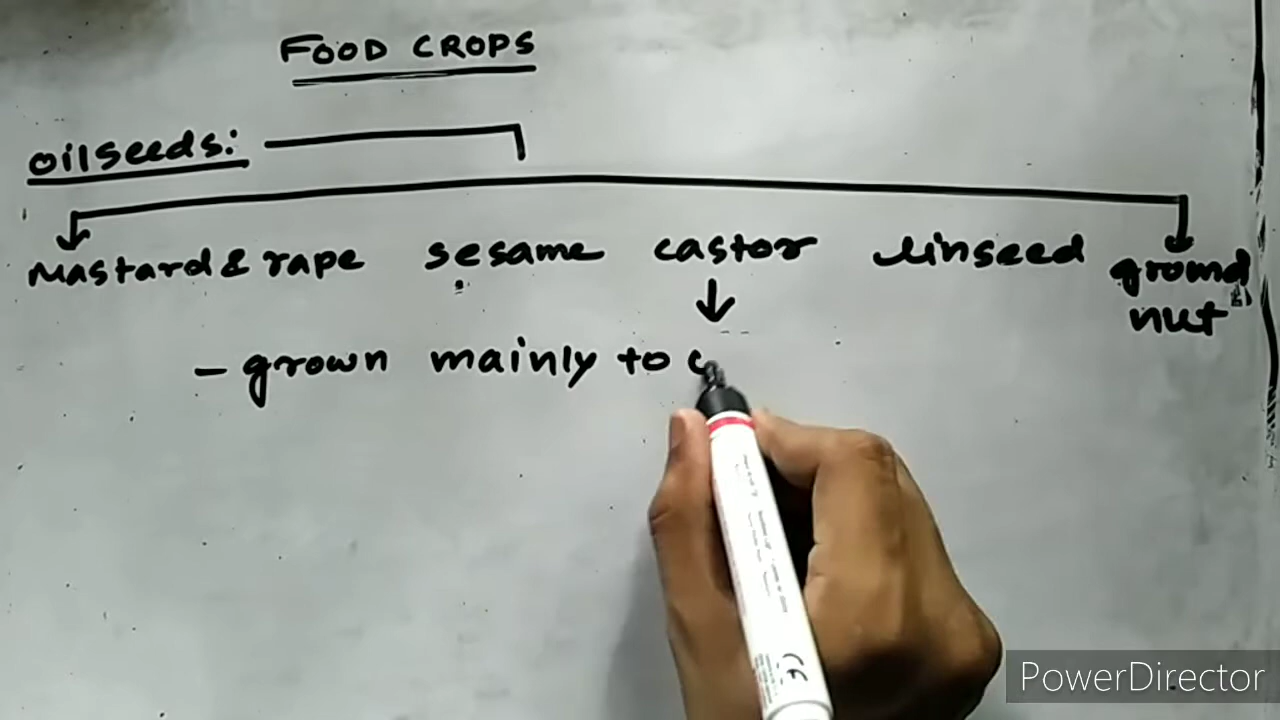 FOOD CROPS
oilseeds:
Mastard & rape sesame castor linseed ground
nut
- grown mainly to
PowerDirector